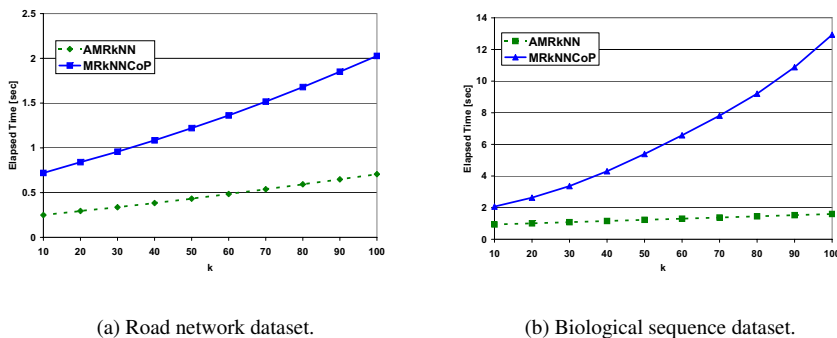 2.5
2
1.5
1
0.5
0
Elapsed Time [sec]
AMRkNN
MRkNNCoP
10 20 30 40 50 60 70 80 90 100
k
(a) Road network dataset.
14
12
10
8
6
4
2
0
Elapsed Time [sec]
AMRkNN
MRkNNCoP
10 20 30 40 50 60 70 80 90 100
k
(b) Biological sequence dataset.